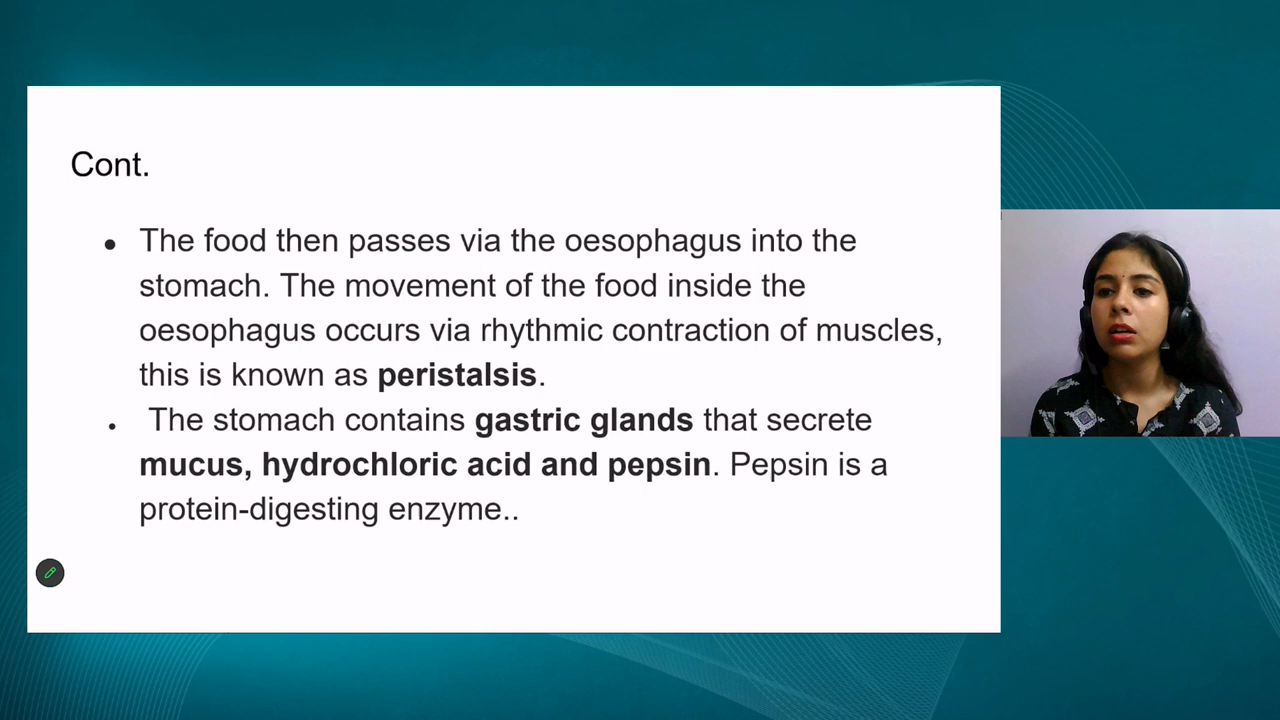 Cont.
● The food then passes via the oesophagus into the
stomach. The movement of the food inside the
oesophagus occurs via rhythmic contraction of muscles,
this is known as peristalsis.
• The stomach contains gastric glands that secrete
mucus, hydrochloric acid and pepsin. Pepsin is a
protein-digesting enzyme..